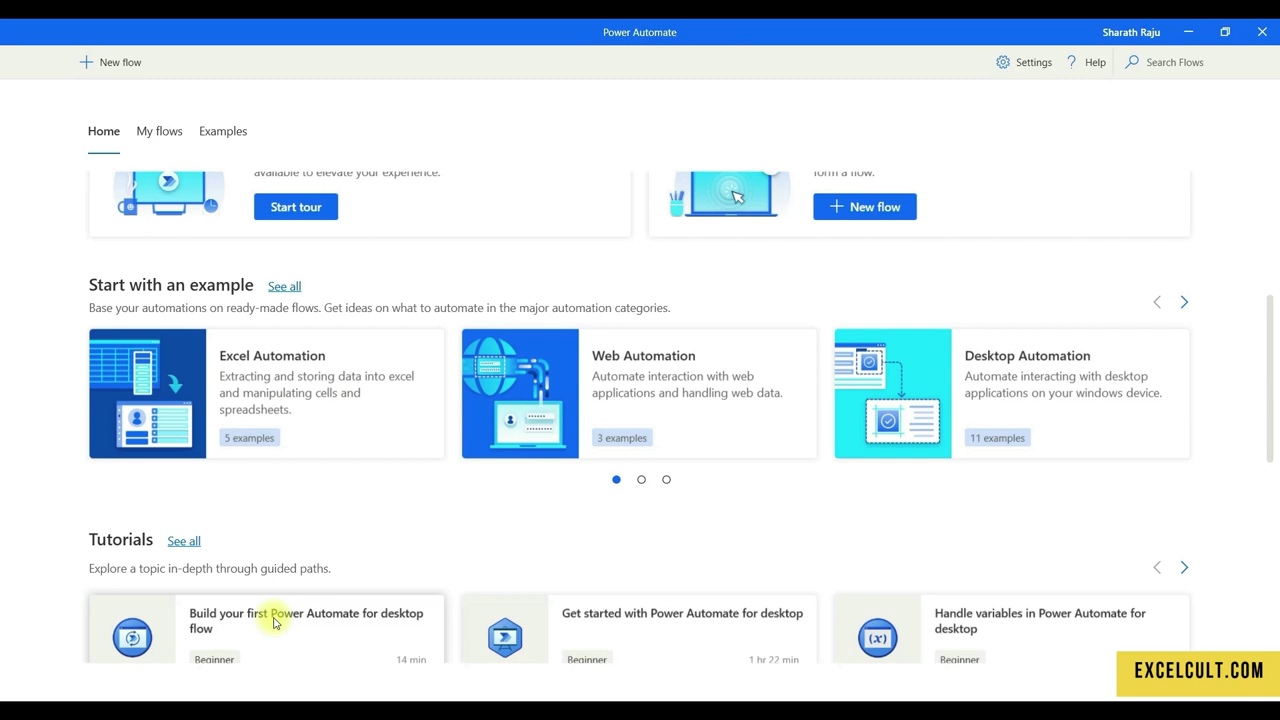 Power Automate
Sharath Raju
New flow
Settings
Help
Search Flows
Home
My flows
Examples
available to elevate your experience.
form a flow.
Start tour
New flow
Start with an example
See all
Base your automations on ready-made flows. Get ideas on what to automate in the major automation categories.
Excel Automation
Extracting and storing data into excel
and manipulating cells and
spreadsheets.
5 examples
Web Automation
Automate interaction with web
applications and handling web data.
3 examples
Desktop Automation
Automate interacting with desktop
applications on your windows device.
11 examples
Tutorials
See all
Explore a topic in-depth through guided paths.
Build your first Power Automate for desktop
flow
Beginner
14 min
Get started with Power Automate for desktop
Beginner
1 hr 22 min
(x)
Handle variables in Power Automate for
desktop
Beginner
EXCELCULT.COM